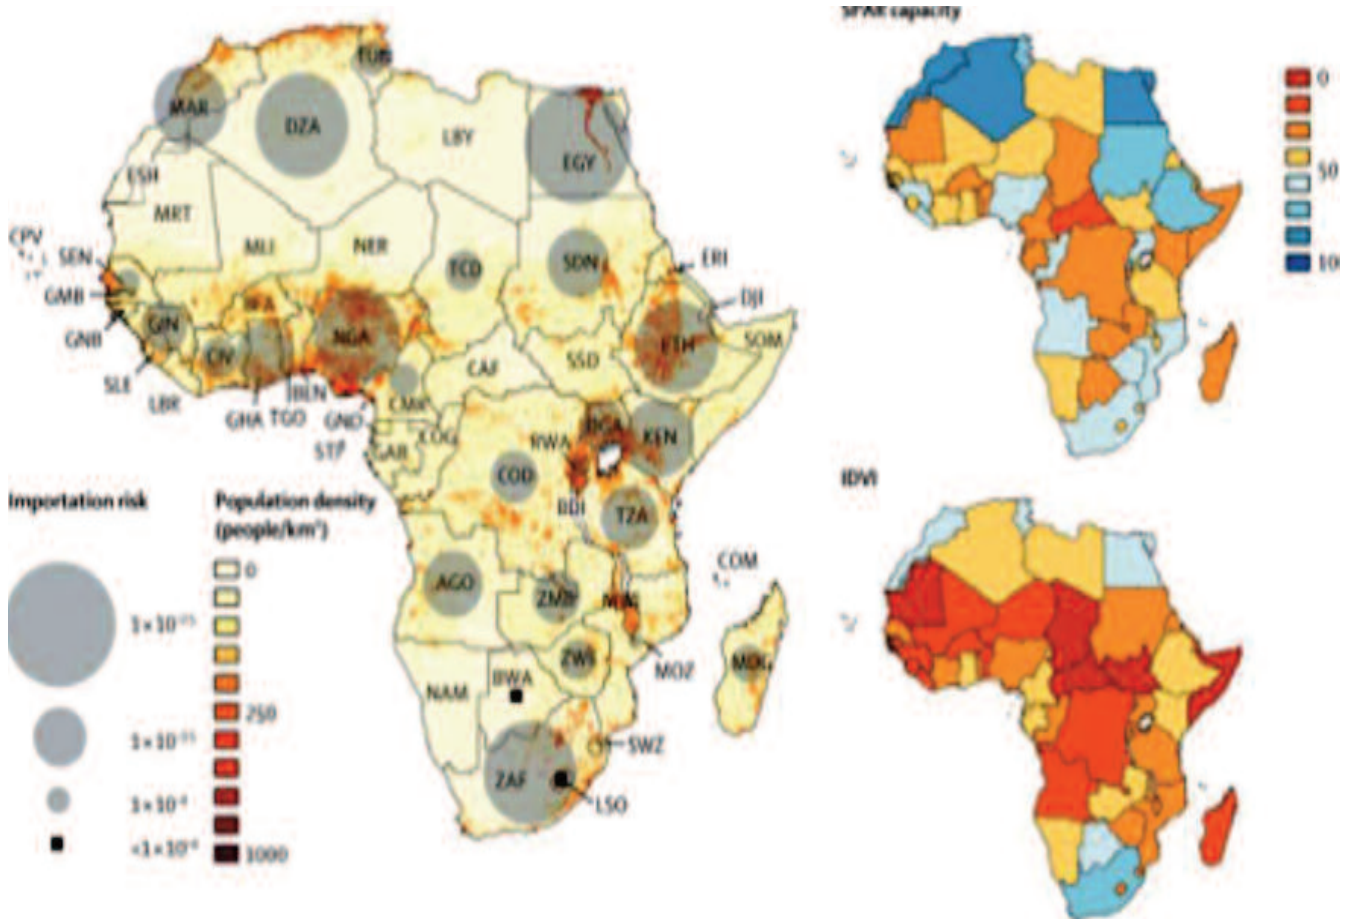 SPAR capacity
TUN
MAR
DZA
LBY
EGY
ESH
MRT
MLI
NER
CPV
SEN
TCD
SDN
ERI
GMB
DJI
BFA
GIN
NGA
GNB
CIV
ETH
SOM
SSD
CAF
SLE
LBR
BEN
CMR
GHA
TGO
GNQ
COG
UGA
KEN
RWA
STP
GAB
COD
BDI
TZA
COM
AGO
ZMB
MWI
ZWE
MOZ
MDG
NAM
BWA
SWZ
ZAF
LSO
0
50
100
IDVI
Importation risk
Population density
(people/km²)
0
250
1000